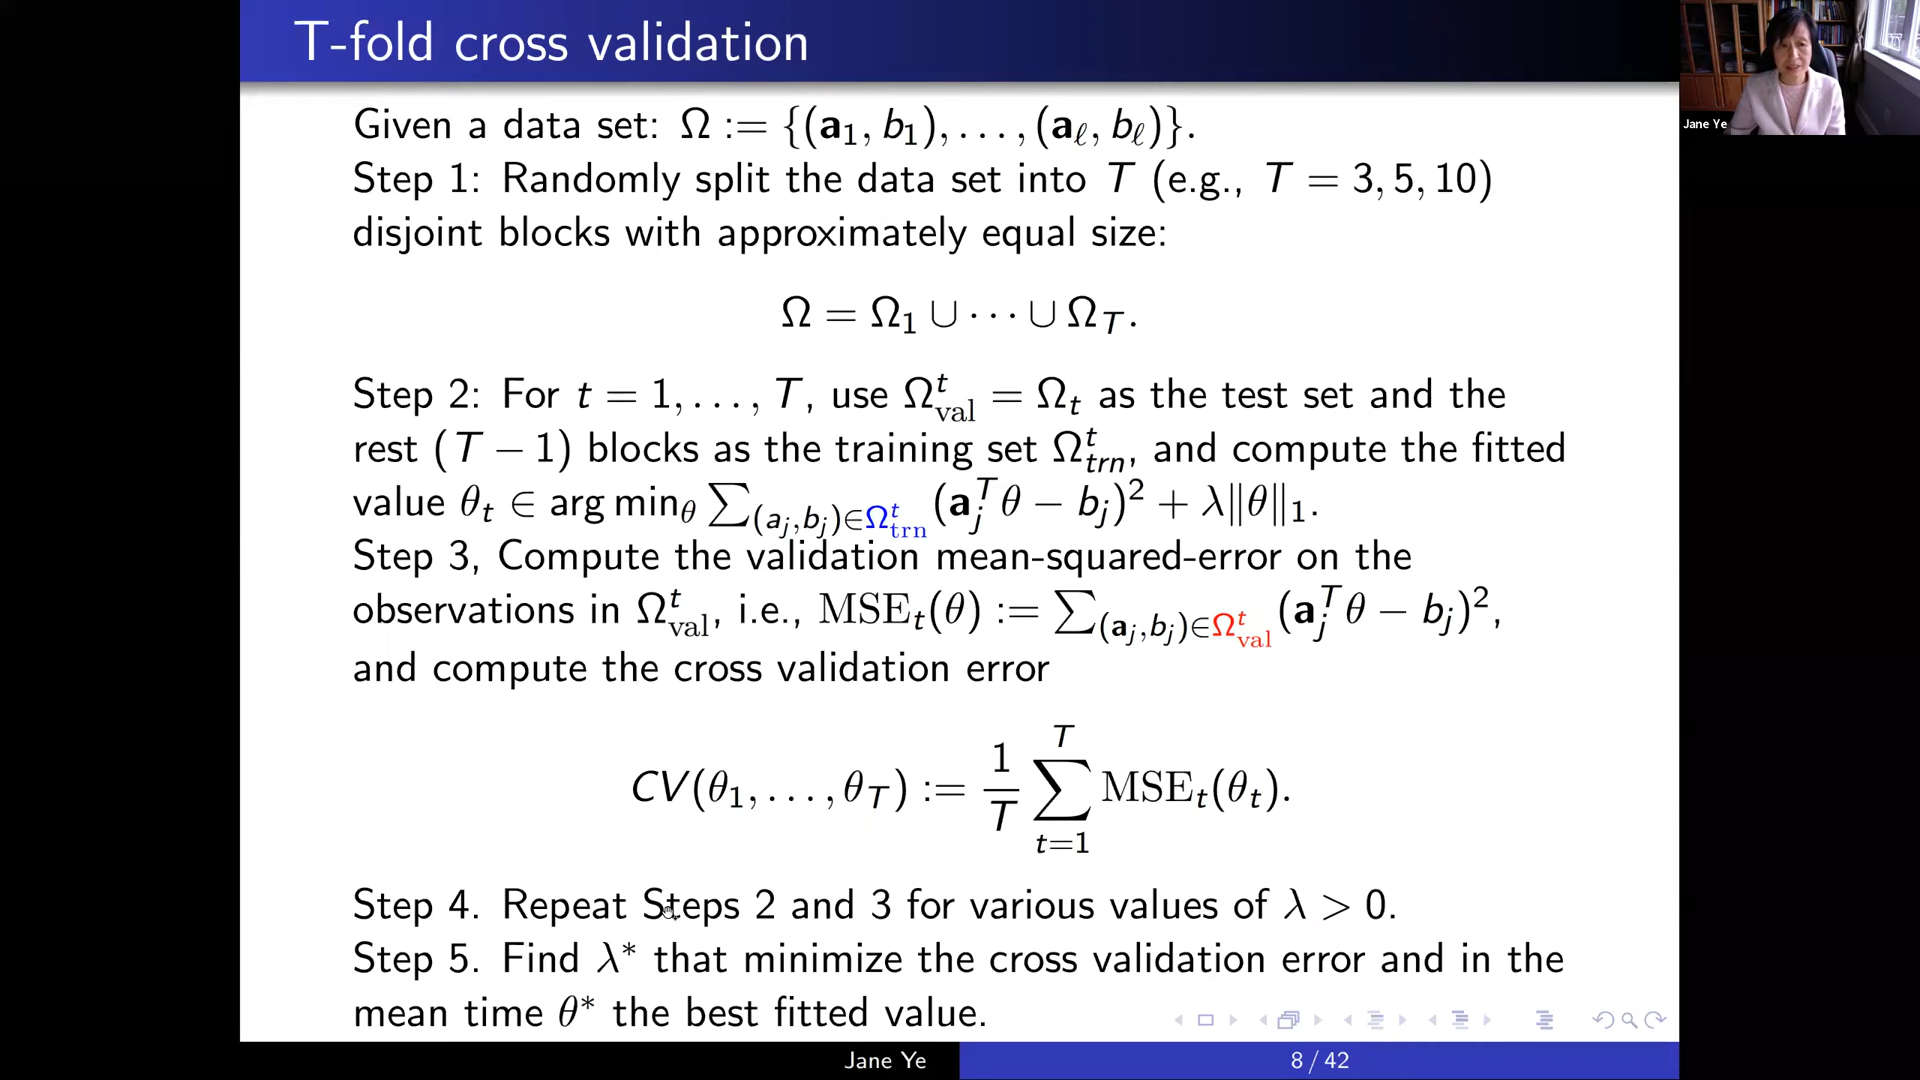 T-fold cross validation
Jane Ye
Given a data set: Ω := {(a₁, b₁), . . . , (a_ℓ, b_ℓ)}.
Step 1: Randomly split the data set into T (e.g., T = 3, 5, 10)
disjoint blocks with approximately equal size:
Ω = Ω₁ ∪ · · · ∪ Ω_T.
Step 2: For t = 1, . . . , T, use Ω^t_val = Ω_t as the test set and the
rest (T − 1) blocks as the training set Ω^t_trn, and compute the fitted
value θ_t ∈ arg min_θ ∑_{(a_j,b_j)∈Ω^t_trn} (a_j^T θ − b_j)² + λ‖θ‖₁.
Step 3, Compute the validation mean-squared-error on the
observations in Ω^t_val, i.e., MSE_t(θ) := ∑_{(a_j,b_j)∈Ω^t_val} (a_j^T θ − b_j)²,
and compute the cross validation error
CV(θ₁, . . . , θ_T) := \frac{1}{T} ∑_{t=1}^{T} MSE_t(θ_t).
Step 4. Repeat Steps 2 and 3 for various values of λ > 0.
Step 5. Find λ* that minimize the cross validation error and in the
mean time θ* the best fitted value.
Jane Ye
8 / 42